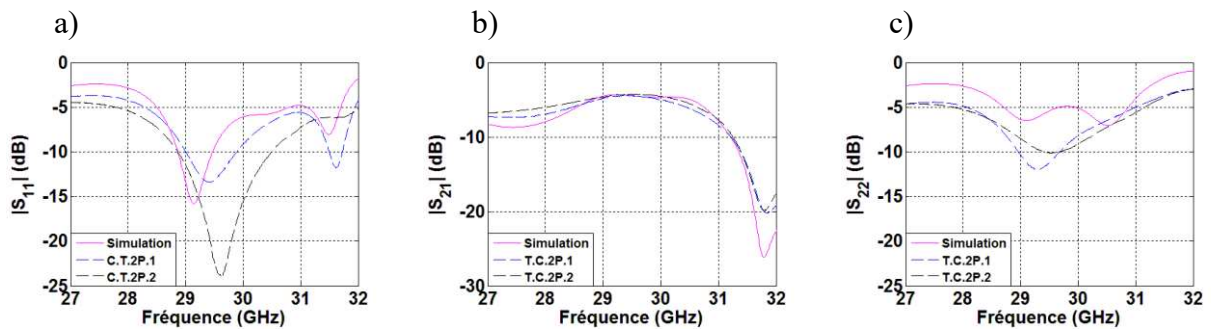 a)
b)
c)
|S11| (dB)
0
-5
-10
-15
-20
-25
27 28 29 30 31 32
Fréquence (GHz)
Simulation
C.T.2P.1
C.T.2P.2
|S21| (dB)
0
-10
-20
-30
27 28 29 30 31 32
Fréquence (GHz)
Simulation
T.C.2P.1
T.C.2P.2
|S22| (dB)
0
-5
-10
-15
-20
-25
27 28 29 30 31 32
Fréquence (GHz)
Simulation
T.C.2P.1
T.C.2P.2